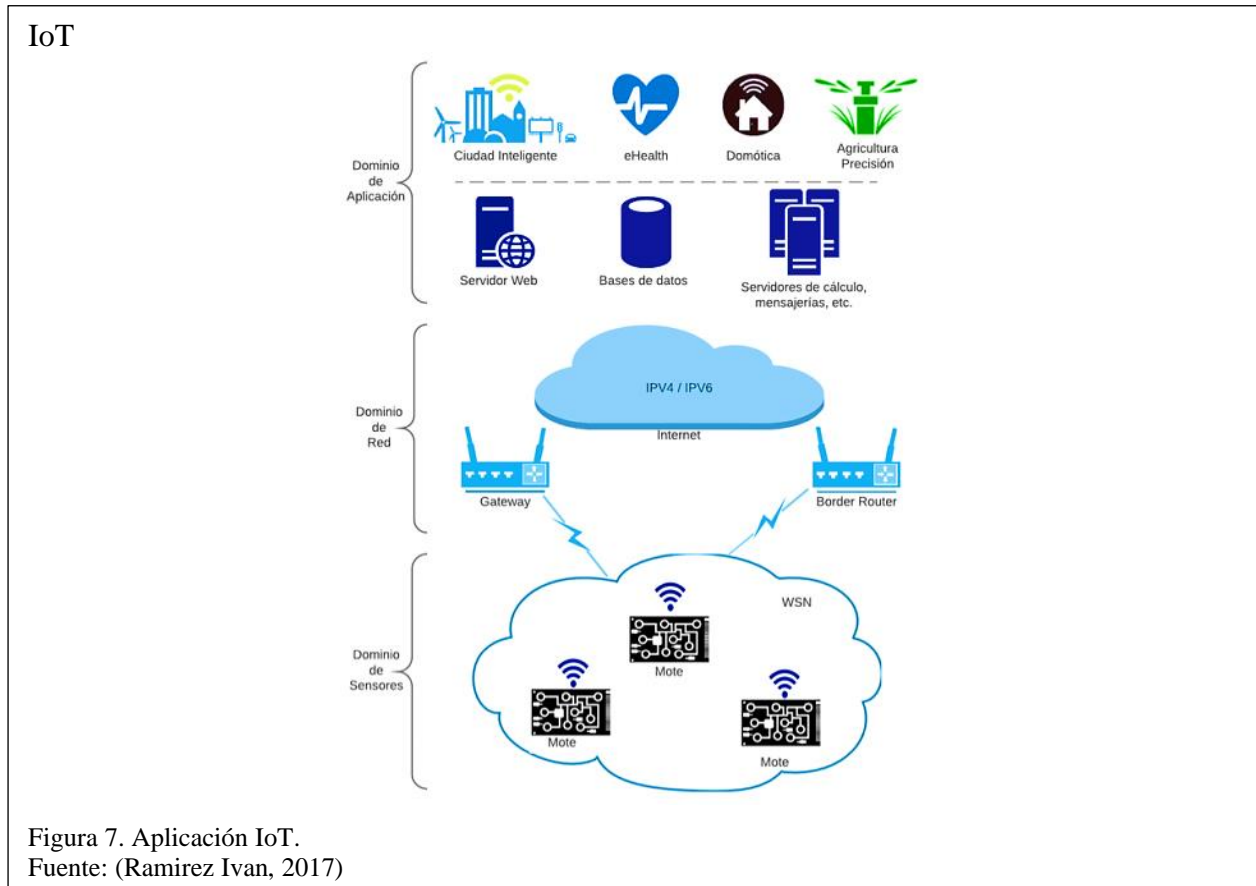 IoT
Ciudad Inteligente
eHealth
Domótica
Agricultura
Precisión
Dominio
de
Aplicación
Servidor Web
Bases de datos
Servidores de cálculo,
mensajerías, etc.
IPV4 / IPV6
Internet
Dominio
de
Red
Gateway
Border Router
WSN
Mote
Dominio
de
Sensores
Mote
Mote
Figura 7. Aplicación IoT.
Fuente: (Ramirez Ivan, 2017)